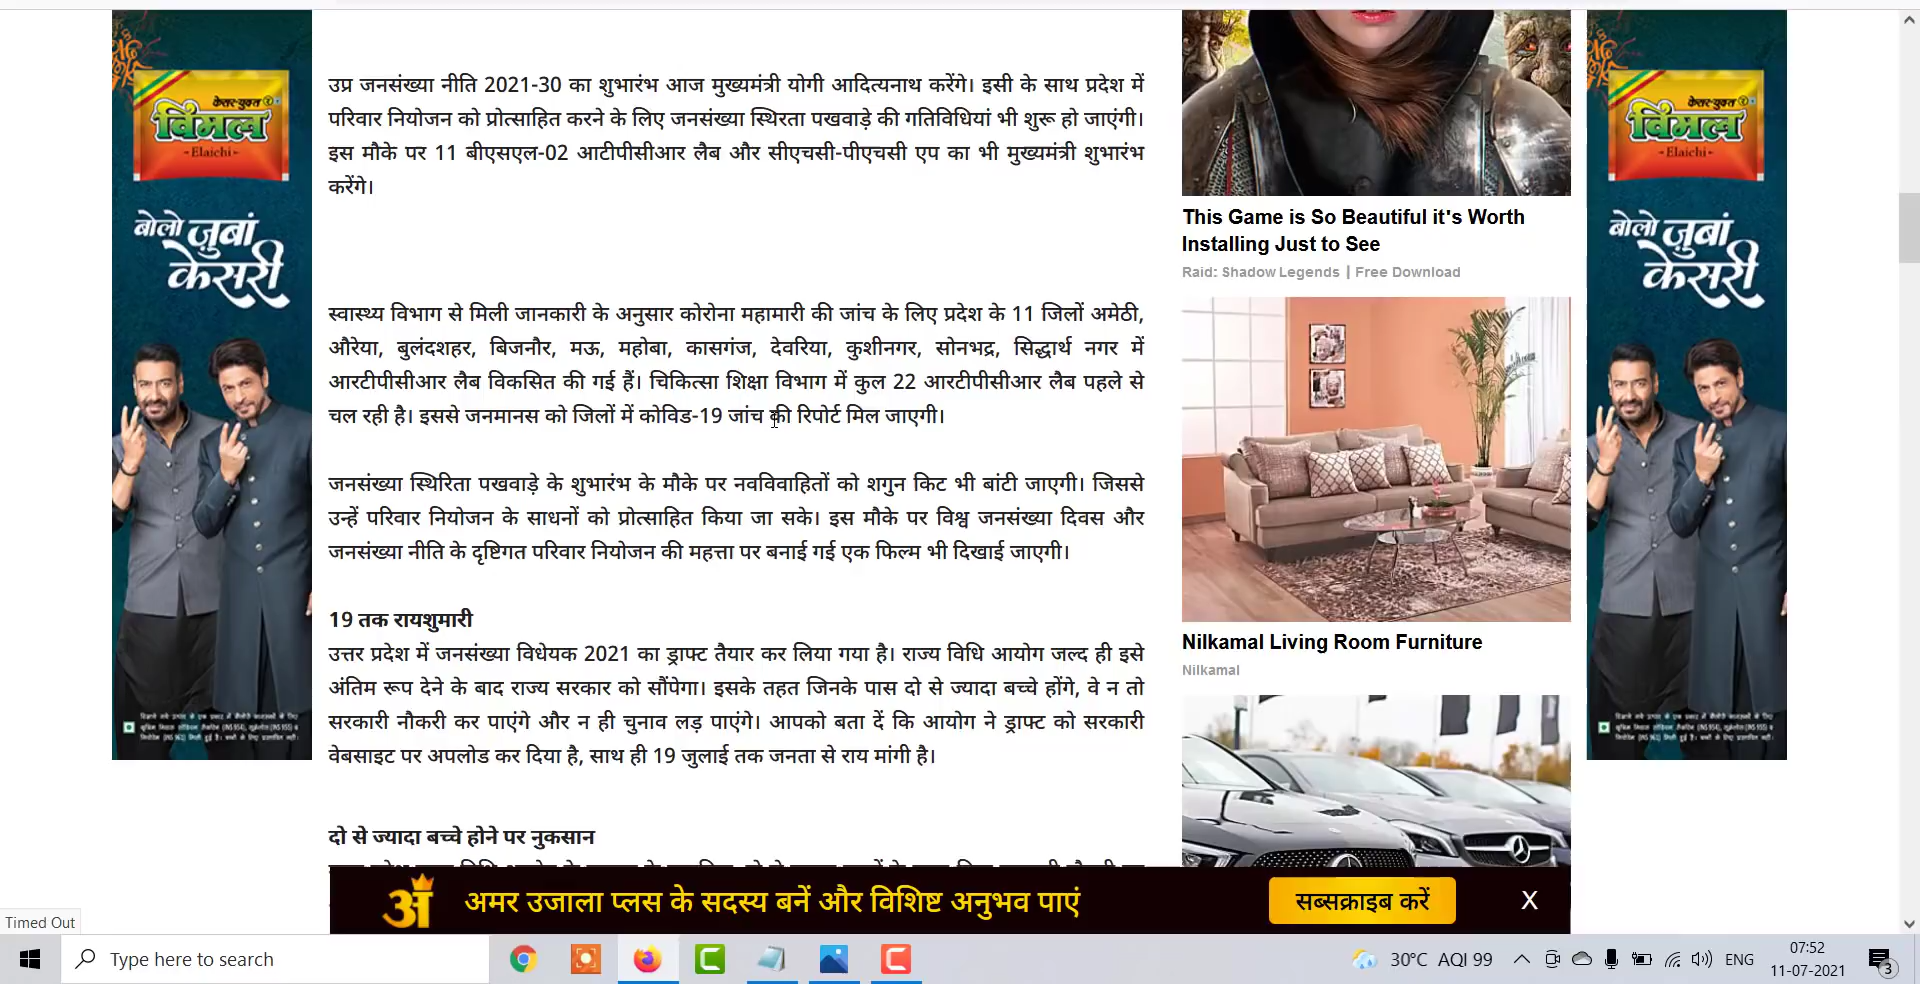 केसर-युक्त
विमल
-Elaichi-
बोलो ज़ुबां
केसरी
उप्र जनसंख्या नीति 2021-30 का शुभारंभ आज मुख्यमंत्री योगी आदित्यनाथ करेंगे। इसी के साथ प्रदेश में
परिवार नियोजन को प्रोत्साहित करने के लिए जनसंख्या स्थिरता पखवाड़े की गतिविधियां भी शुरू हो जाएंगी।
इस मौके पर 11 बीएसएल-02 आटीपीसीआर लैब और सीएचसी-पीएचसी एप का भी मुख्यमंत्री शुभारंभ
करेंगे।
स्वास्थ्य विभाग से मिली जानकारी के अनुसार कोरोना महामारी की जांच के लिए प्रदेश के 11 जिलों अमेठी,
औरेया, बुलंदशहर, बिजनौर, मऊ, महोबा, कासगंज, देवरिया, कुशीनगर, सोनभद्र, सिद्धार्थ नगर में
आरटीपीसीआर लैब विकसित की गई हैं। चिकित्सा शिक्षा विभाग में कुल 22 आरटीपीसीआर लैब पहले से
चल रही है। इससे जनमानस को जिलों में कोविड-19 जांच की रिपोर्ट मिल जाएगी।
जनसंख्या स्थिरिता पखवाड़े के शुभारंभ के मौके पर नवविवाहितों को शगुन किट भी बांटी जाएगी। जिससे
उन्हें परिवार नियोजन के साधनों को प्रोत्साहित किया जा सके। इस मौके पर विश्व जनसंख्या दिवस और
जनसंख्या नीति के दृष्टिगत परिवार नियोजन की महत्ता पर बनाई गई एक फिल्म भी दिखाई जाएगी।
19 तक रायशुमारी
उत्तर प्रदेश में जनसंख्या विधेयक 2021 का ड्राफ्ट तैयार कर लिया गया है। राज्य विधि आयोग जल्द ही इसे
अंतिम रूप देने के बाद राज्य सरकार को सौंपेगा। इसके तहत जिनके पास दो से ज्यादा बच्चे होंगे, वे न तो
सरकारी नौकरी कर पाएंगे और न ही चुनाव लड़ पाएंगे। आपको बता दें कि आयोग ने ड्राफ्ट को सरकारी
वेबसाइट पर अपलोड कर दिया है, साथ ही 19 जुलाई तक जनता से राय मांगी है।
दो से ज्यादा बच्चे होने पर नुकसान
This Game is So Beautiful it's Worth
Installing Just to See
Raid: Shadow Legends | Free Download
Nilkamal Living Room Furniture
Nilkamal
केसर-युक्त
विमल
-Elaichi-
बोलो ज़ुबां
केसरी
अ
अमर उजाला प्लस के सदस्य बनें और विशिष्ट अनुभव पाएं
सब्सक्राइब करें
X
Timed Out
Type here to search
30°C AQI 99
ENG
07:52
11-07-2021
3